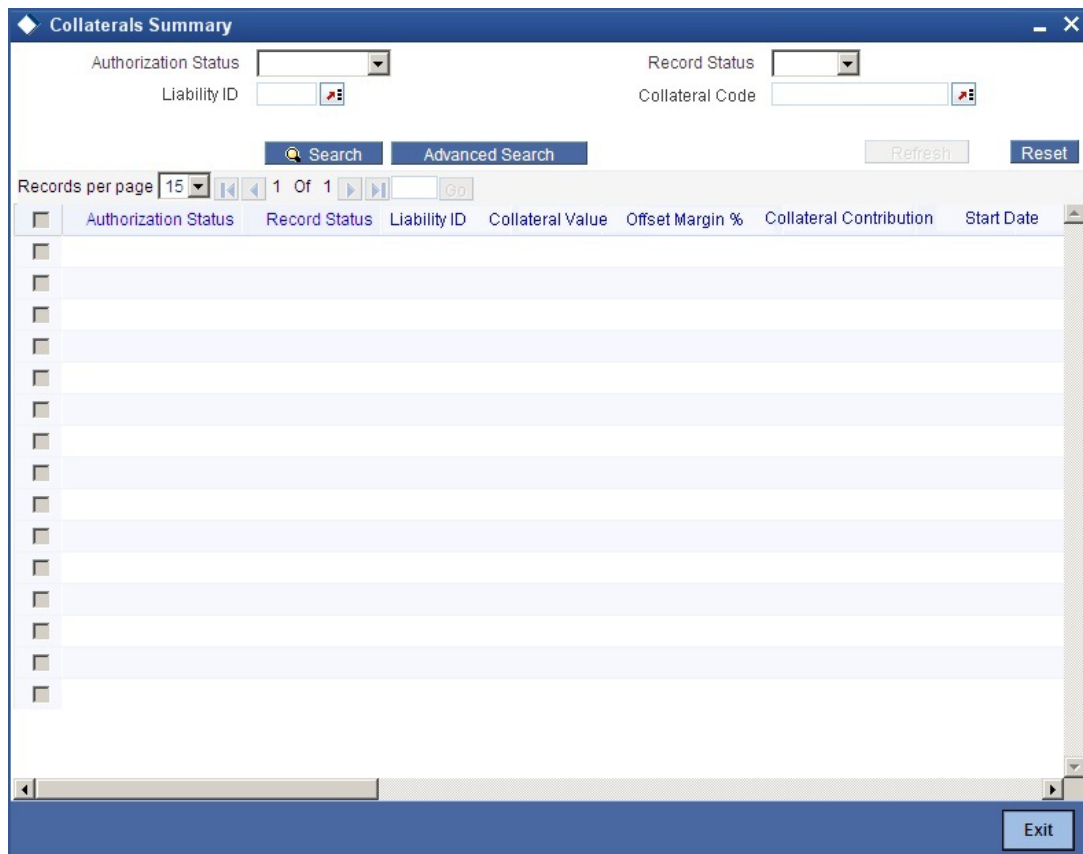 Collaterals Summary
Authorization Status Record Status
Liability ID Collateral Code
Search Advanced Search Refresh Reset
Records per page 15 1 Of 1 Go
Authorization Status Record Status Liability ID Collateral Value Offset Margin % Collateral Contribution Start Date
Exit